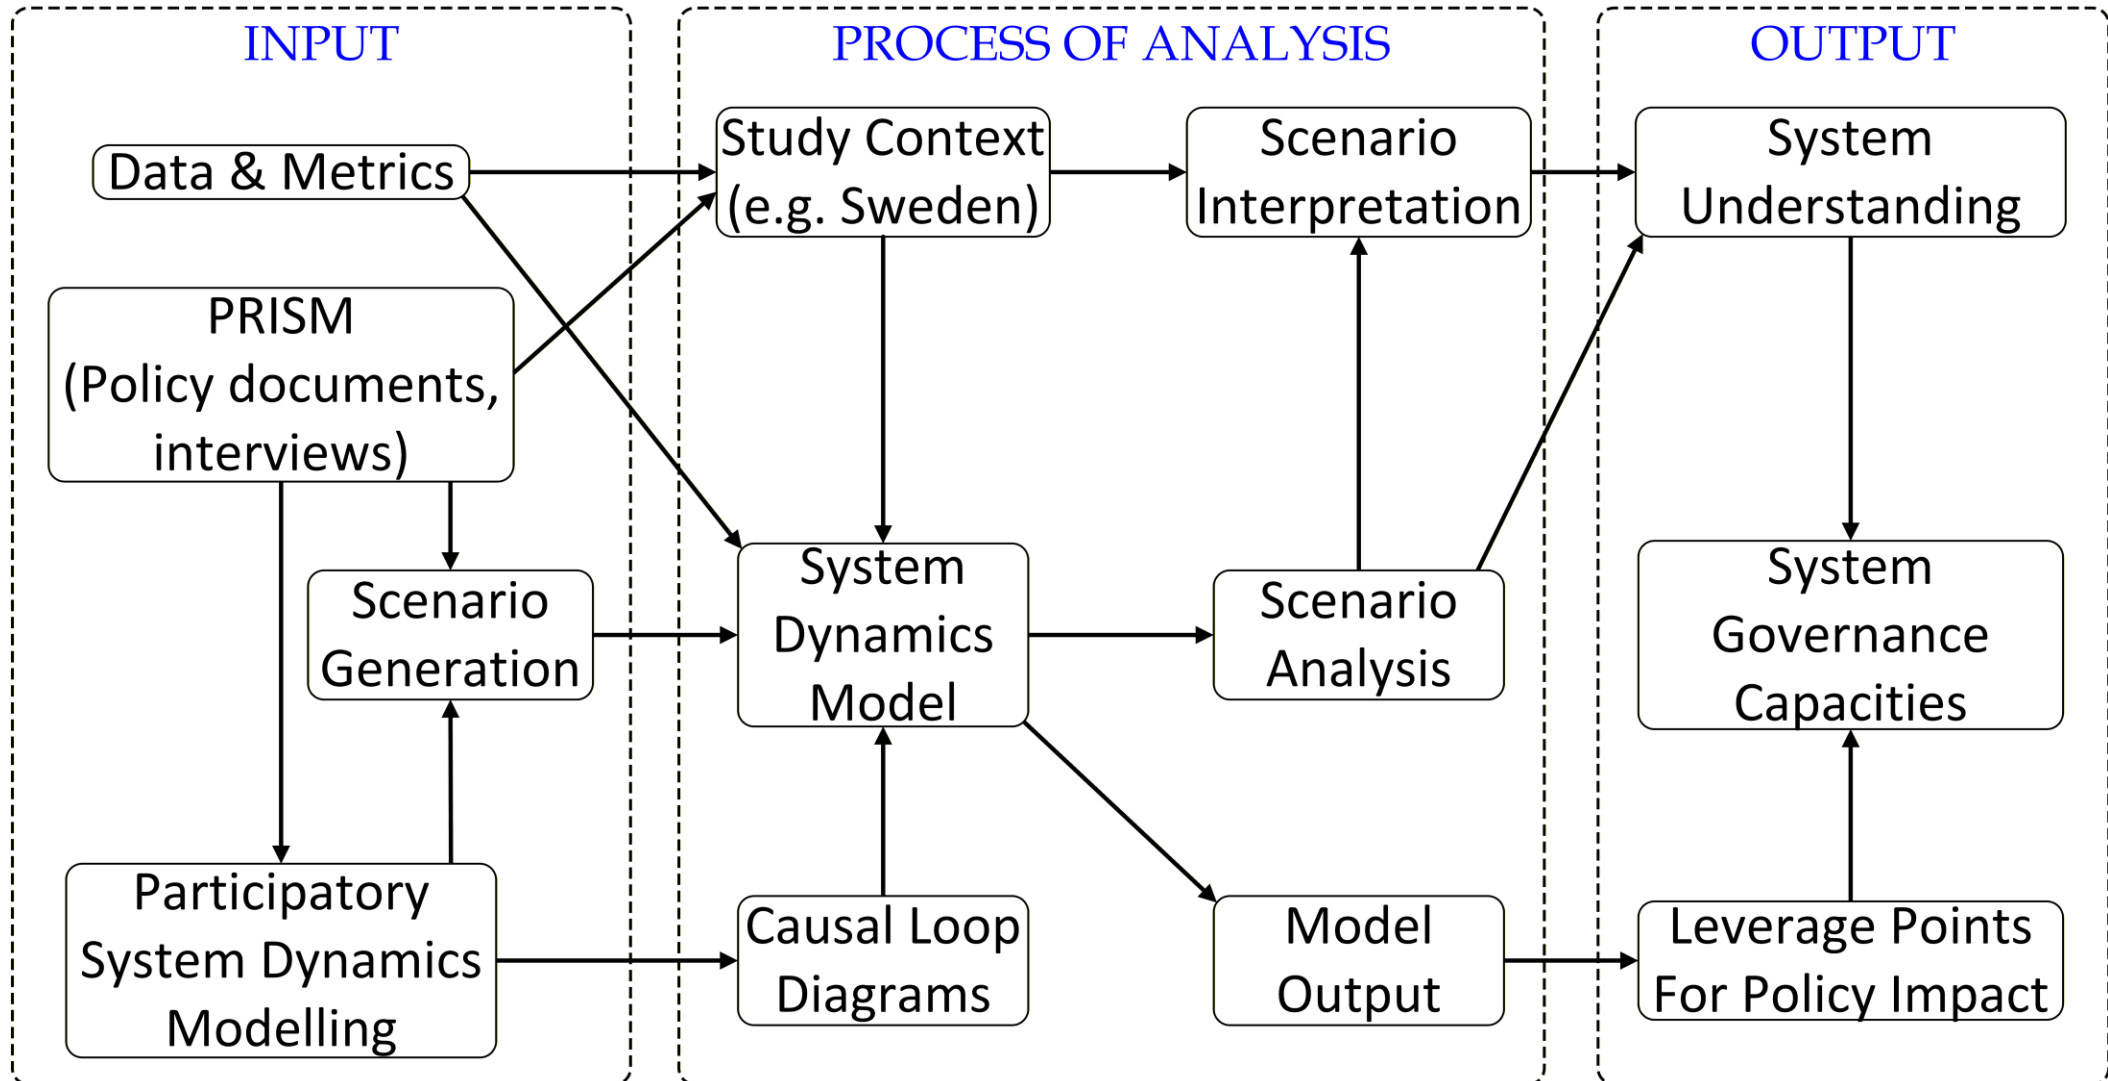 INPUT
Data & Metrics
PRISM
(Policy documents,
interviews)
Scenario
Generation
Participatory
System Dynamics
Modelling
PROCESS OF ANALYSIS
Study Context
(e.g. Sweden)
Scenario
Interpretation
System
Dynamics
Model
Scenario
Analysis
Causal Loop
Diagrams
Model
Output
OUTPUT
System
Understanding
System
Governance
Capacities
Leverage Points
For Policy Impact